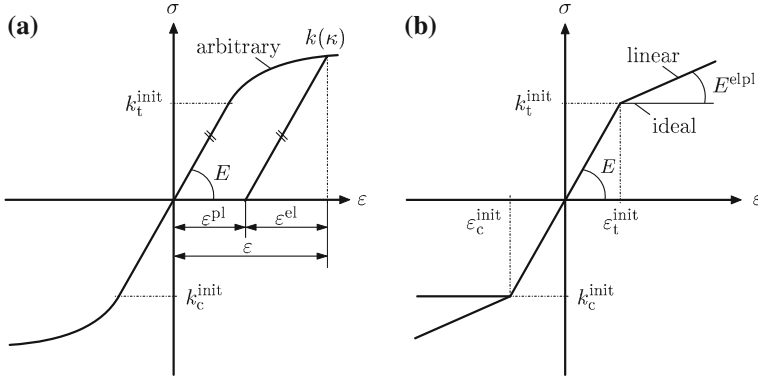 (a)
σ
arbitrary
k(κ)
k_t^init
E
ε
ε^pl
ε^el
ε
k_c^init
(b)
σ
linear
E^elpl
k_t^init
ideal
E
ε
ε_c^init
ε_t^init
k_c^init